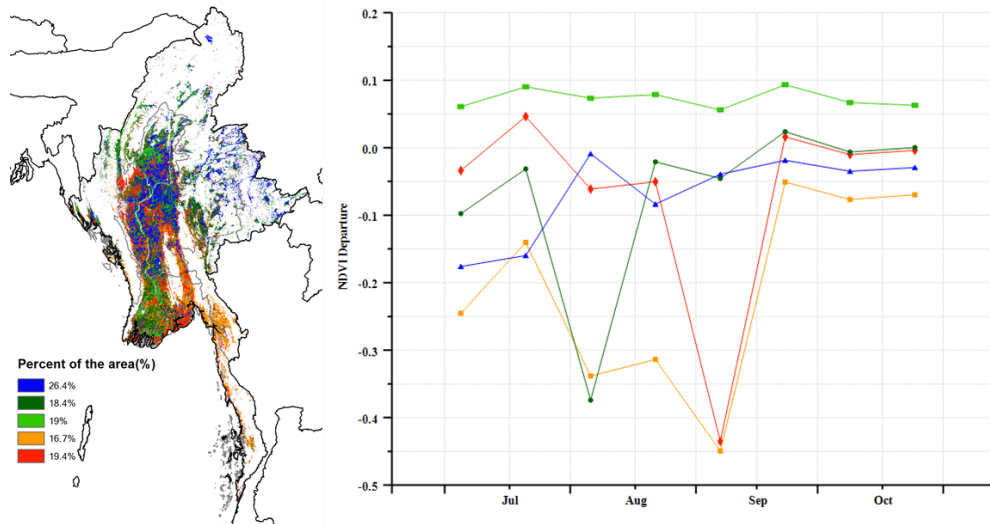 Percent of the area(%)
26.4%
18.4%
19%
16.7%
19.4%
NDVI Departure
0.2
0.1
0.0
-0.1
-0.2
-0.3
-0.4
-0.5
Jul
Aug
Sep
Oct